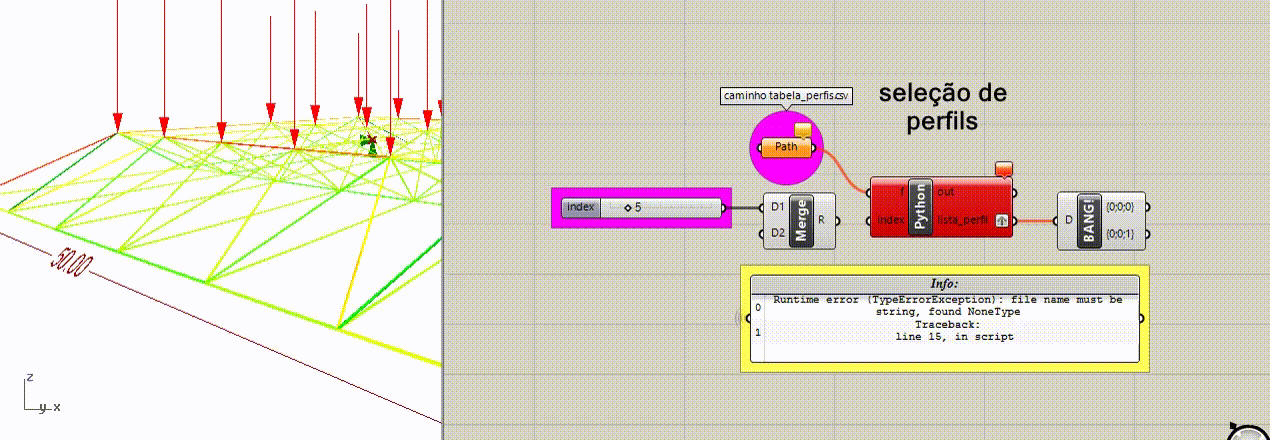 caminho tabela_perfis.csv
seleção de
perfils
Path
index
5
D1
D2
Merge
R
f
index
Python
out
lista_perfil
D
BANG!
{0;0;0}
{0;0;1}
Info:
0
Runtime error (TypeErrorException): file name must be
string, found NoneType
1
Traceback:
line 15, in script
50.00
z
y x